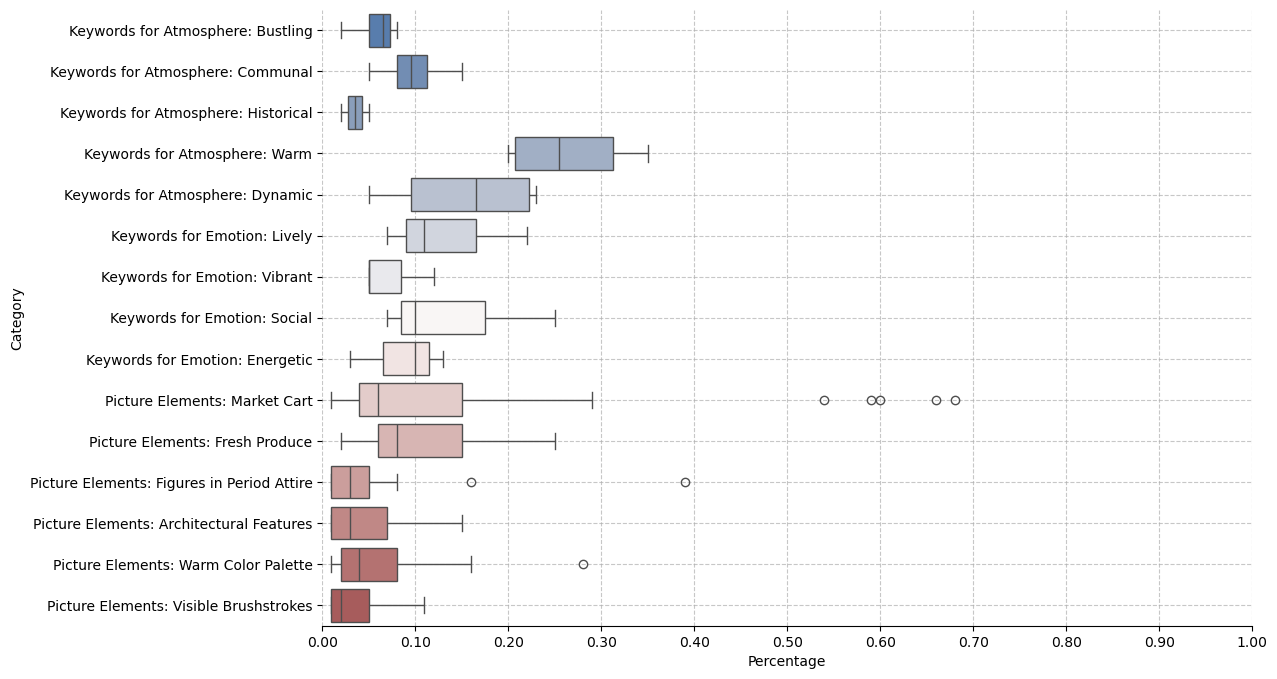 Keywords for Atmosphere: Bustling
Keywords for Atmosphere: Communal
Keywords for Atmosphere: Historical
Keywords for Atmosphere: Warm
Keywords for Atmosphere: Dynamic
Keywords for Emotion: Lively
Keywords for Emotion: Vibrant
Keywords for Emotion: Social
Keywords for Emotion: Energetic
Picture Elements: Market Cart
Picture Elements: Fresh Produce
Picture Elements: Figures in Period Attire
Picture Elements: Architectural Features
Picture Elements: Warm Color Palette
Picture Elements: Visible Brushstrokes
Category
0.00 0.10 0.20 0.30 0.40 0.50 0.60 0.70 0.80 0.90 1.00
Percentage